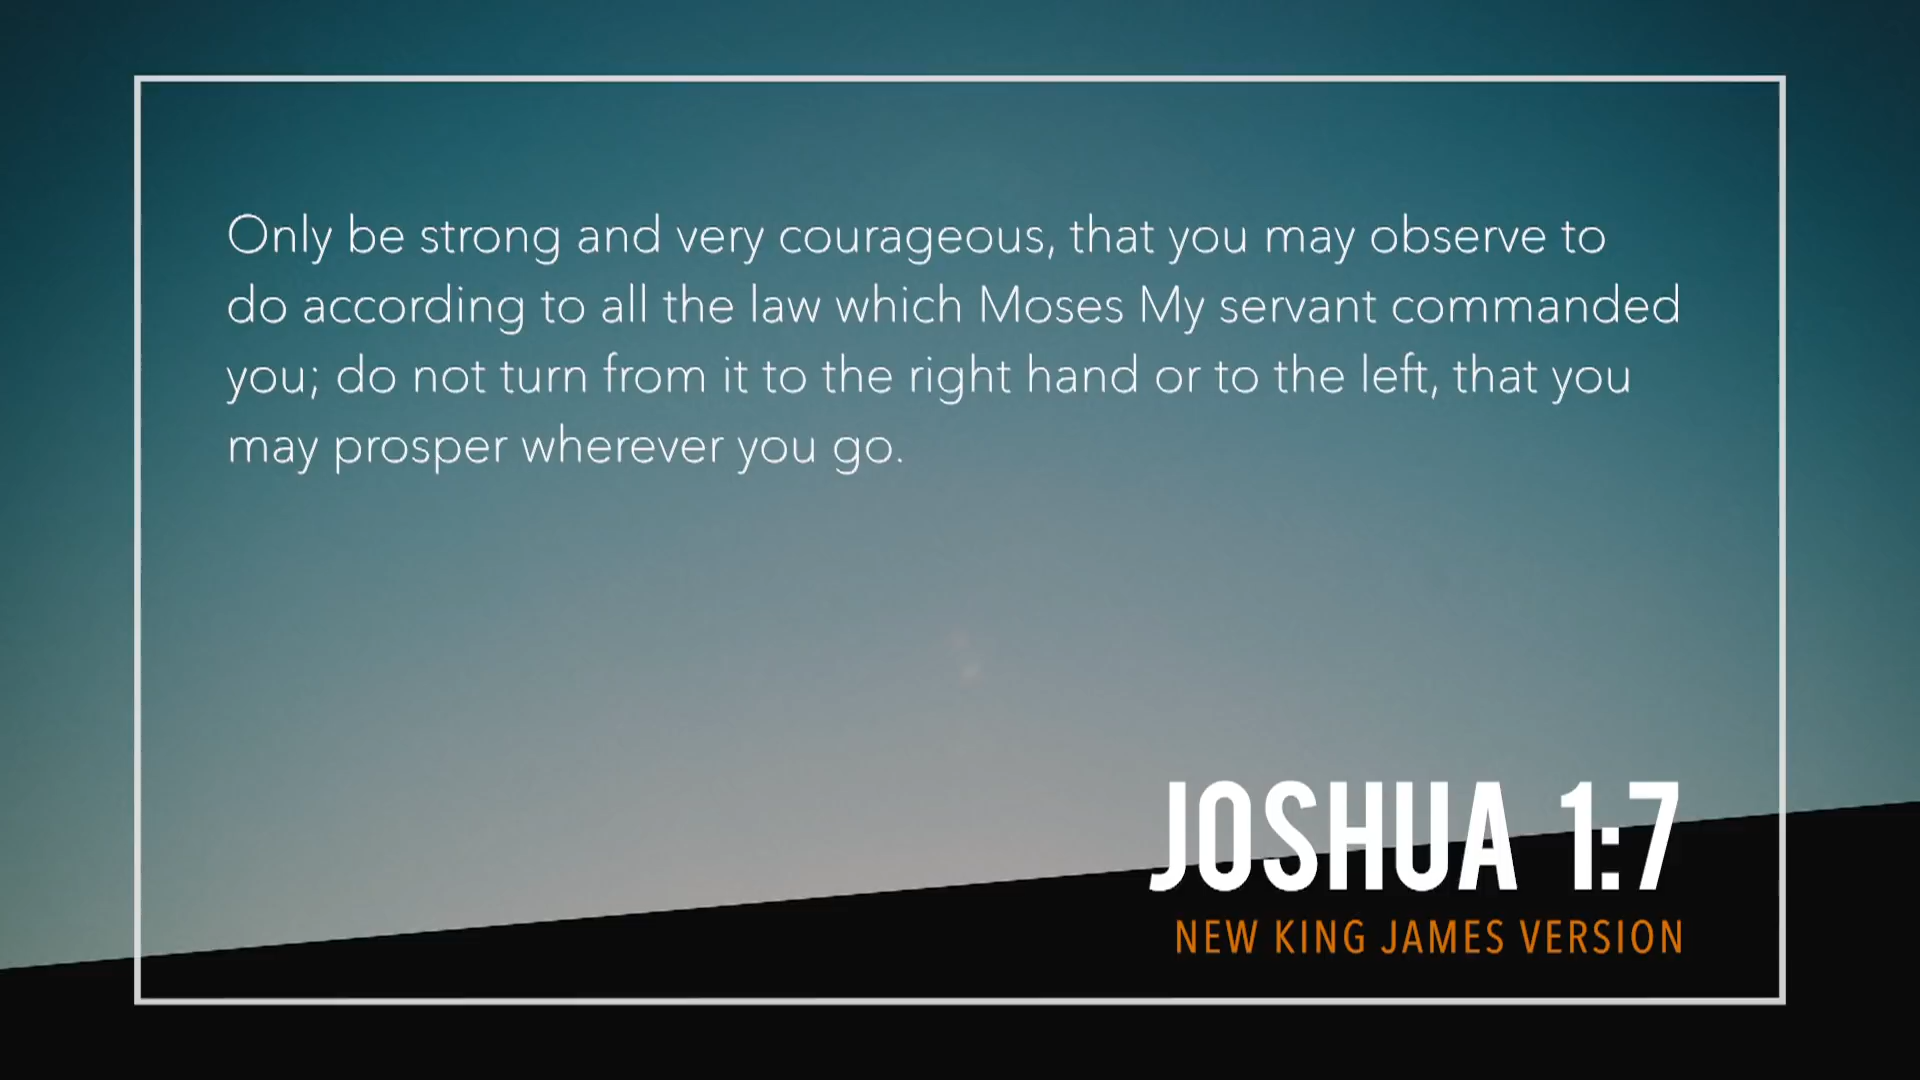 Only be strong and very courageous, that you may observe to
do according to all the law which Moses My servant commanded
you; do not turn from it to the right hand or to the left, that you
may prosper wherever you go.
JOSHUA 1:7
NEW KING JAMES VERSION